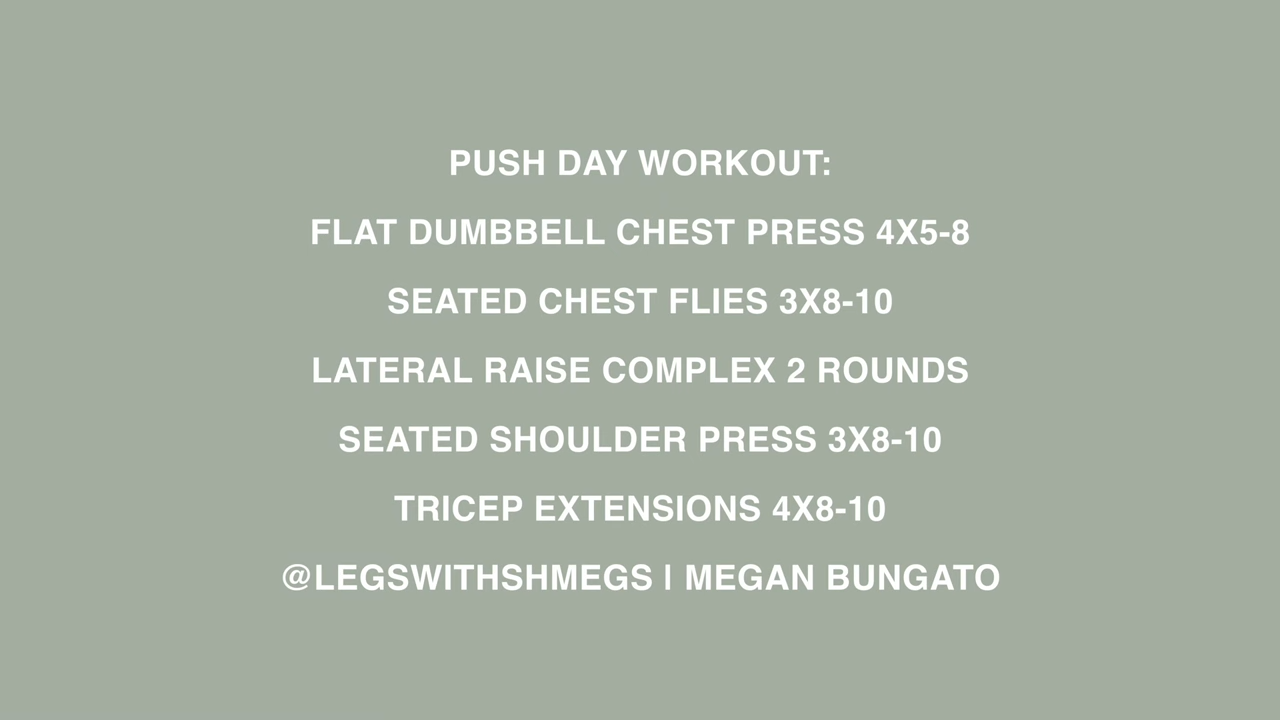 PUSH DAY WORKOUT:
FLAT DUMBBELL CHEST PRESS 4X5-8
SEATED CHEST FLIES 3X8-10
LATERAL RAISE COMPLEX 2 ROUNDS
SEATED SHOULDER PRESS 3X8-10
TRICEP EXTENSIONS 4X8-10
@LEGSWITHSHMEGS | MEGAN BUNGATO